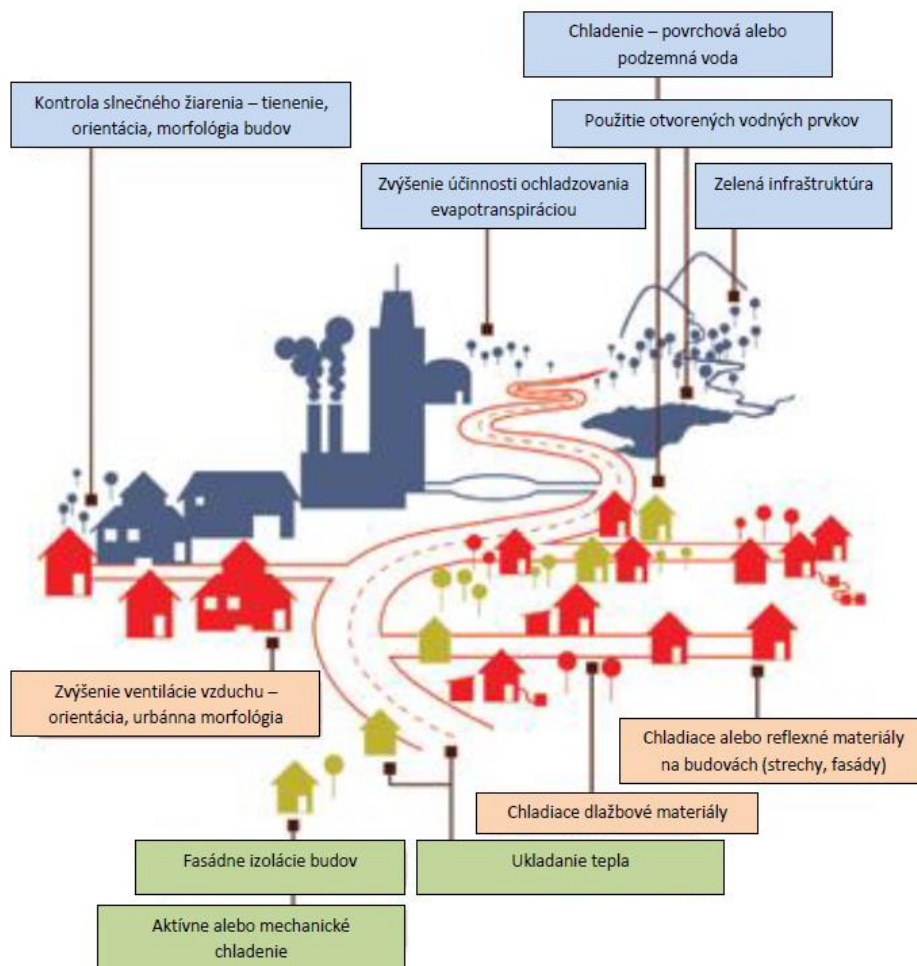 Chladenie – povrchová alebo
podzemná voda
Kontrola slnečného žiarenia – tienenie,
orientácia, morfológia budov
Použitie otvorených vodných prvkov
Zvýšenie účinnosti ochladzovania
evapotranspiráciou
Zelená infraštruktúra
Zvýšenie ventilácie vzduchu –
orientácia, urbánna morfológia
Chladiace alebo reflexné materiály
na budovách (strechy, fasády)
Chladiace dlažbové materiály
Fasádne izolácie budov
Ukladanie tepla
Aktívne alebo mechanické
chladenie